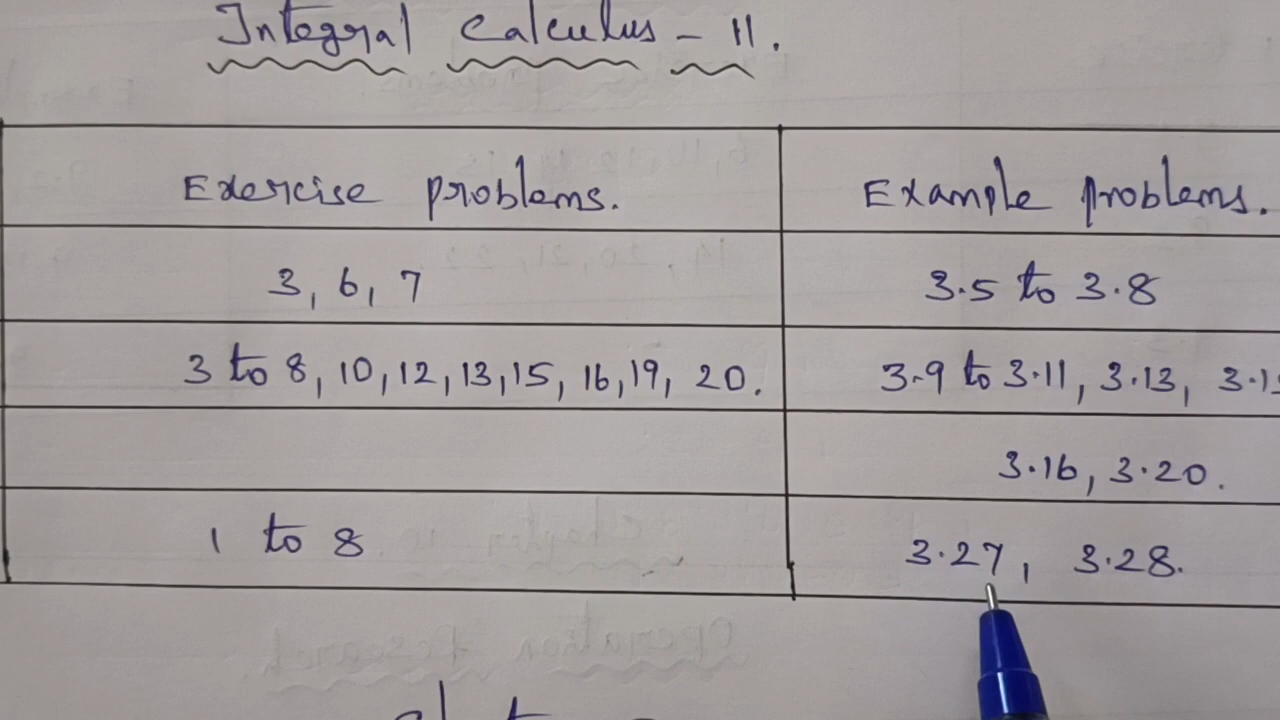 Integral Calculus - II.
Exercise problems. Example problems.
3, 6, 7 3.5 to 3.8
3 to 8, 10, 12, 13, 15, 16, 19, 20. 3.9 to 3.11, 3.13,
3.16, 3.20.
1 to 8 3.27, 3.28.